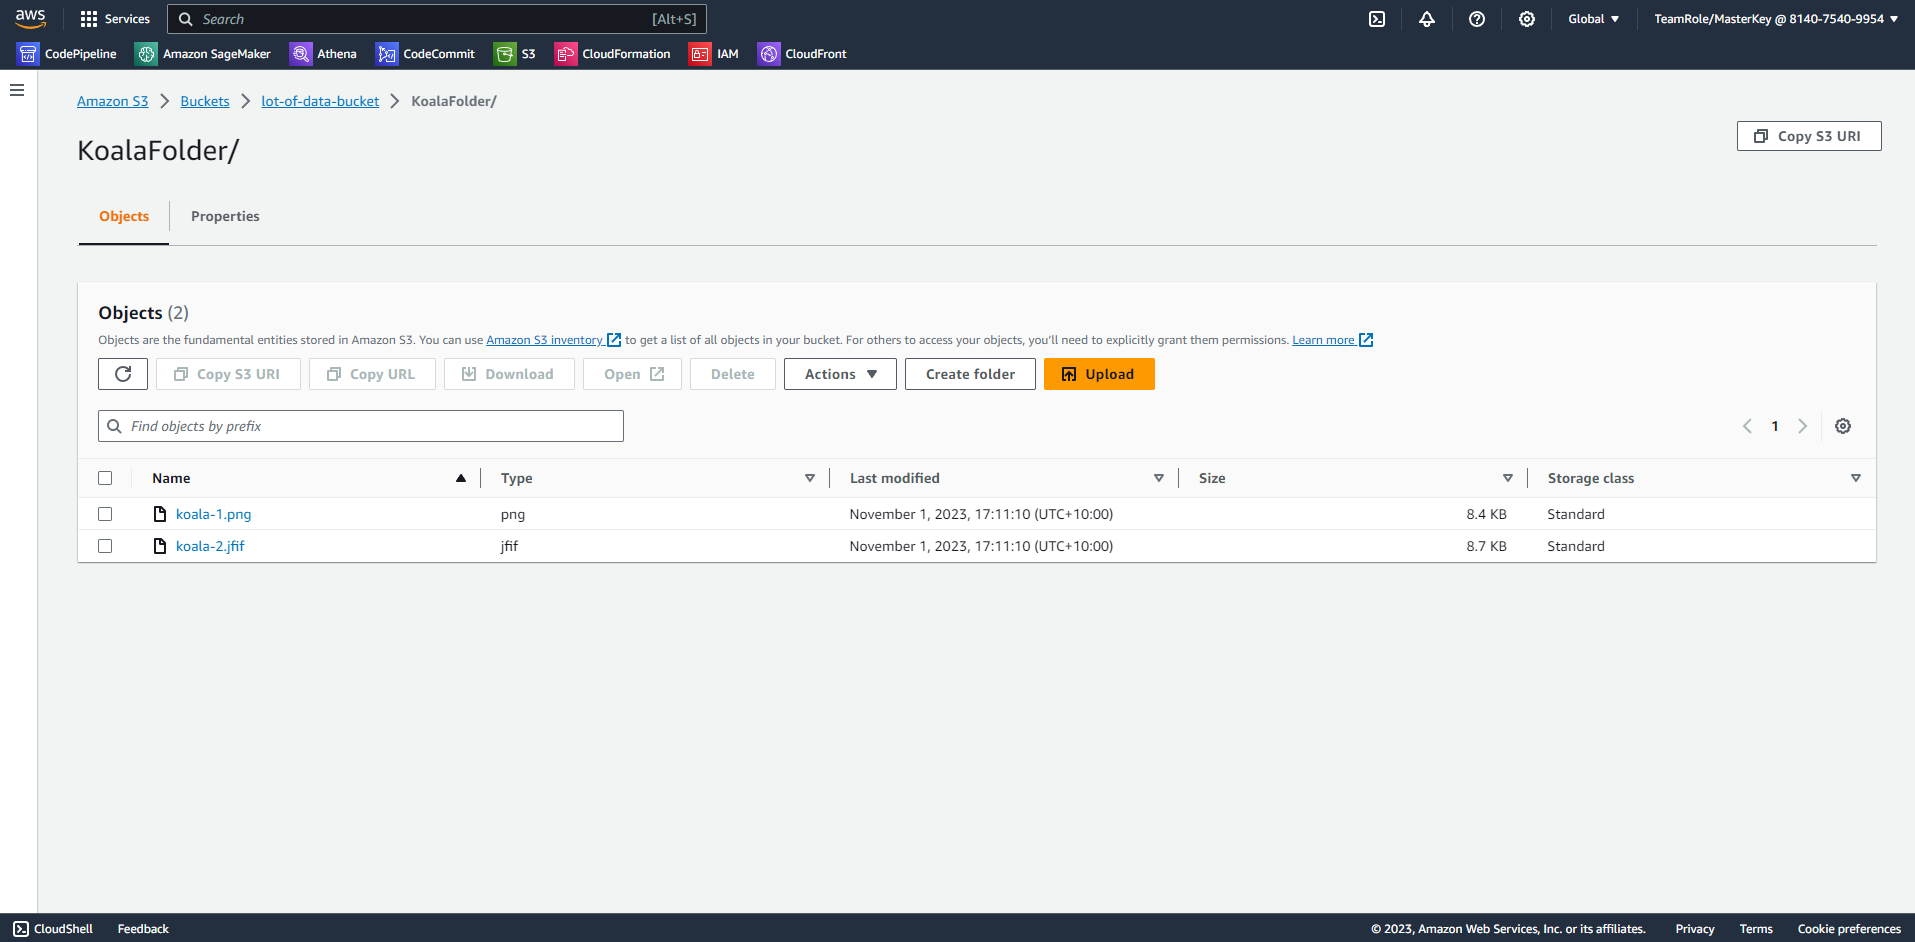 aws Services Search [Alt+S] Global TeamRole/MasterKey @ 8140-7540-9954
CodePipeline Amazon SageMaker Athena CodeCommit S3 CloudFormation IAM CloudFront
Amazon S3 Buckets lot-of-data-bucket KoalaFolder/
KoalaFolder/
Copy S3 URI
Objects Properties
Objects (2)
Objects are the fundamental entities stored in Amazon S3. You can use Amazon S3 inventory to get a list of all objects in your bucket. For others to access your objects, you'll need to explicitly grant them permissions. Learn more
Copy S3 URI Copy URL Download Open Delete Actions Create folder Upload
Find objects by prefix 1
Name Type Last modified Size Storage class
koala-1.png png November 1, 2023, 17:11:10 (UTC+10:00) 8.4 KB Standard
koala-2.jfif jfif November 1, 2023, 17:11:10 (UTC+10:00) 8.7 KB Standard
CloudShell Feedback © 2023, Amazon Web Services, Inc. or its affiliates. Privacy Terms Cookie preferences